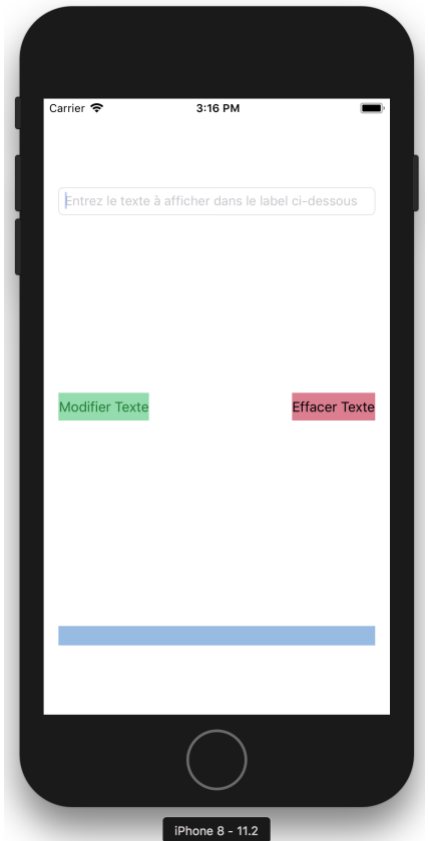 Carrier 3:16 PM
Entrez le texte à afficher dans le label ci-dessous
Modifier Texte Effacer Texte
iPhone 8 - 11.2